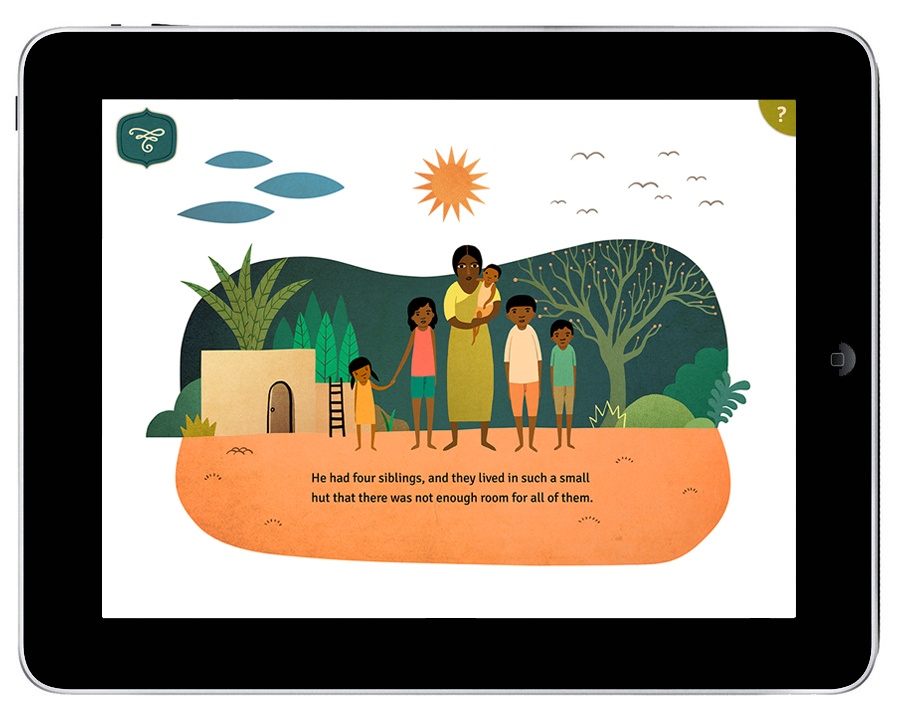 ?
He had four siblings, and they lived in such a small
hut that there was not enough room for all of them.